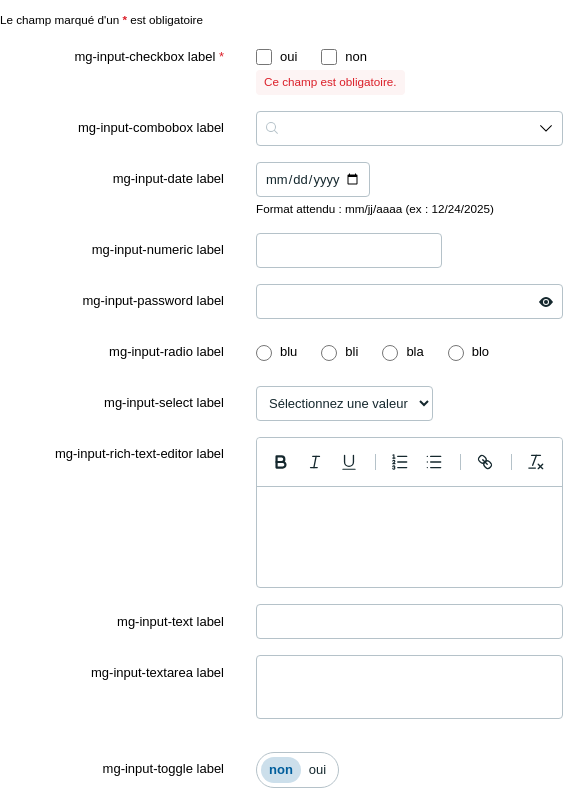 Le champ marqué d'un * est obligatoire
mg-input-checkbox label * oui non
Ce champ est obligatoire.
mg-input-combobox label
mg-input-date label mm/dd/yyyy
Format attendu : mm/jj/aaaa (ex : 12/24/2025)
mg-input-numeric label
mg-input-password label
mg-input-radio label blu bli bla blo
mg-input-select label Sélectionnez une valeur
mg-input-rich-text-editor label
mg-input-text label
mg-input-textarea label
mg-input-toggle label non oui